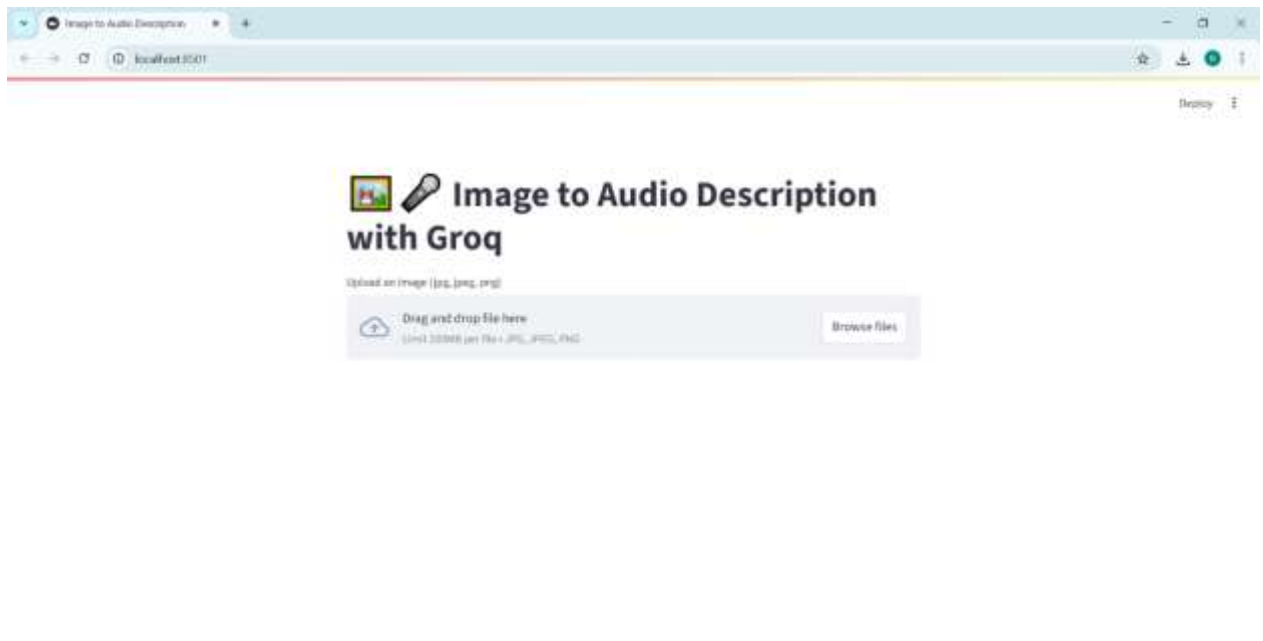 Image to Audio Description
localhost:8501
Deploy
Image to Audio Description
with Groq
Upload an image (jpg, jpeg, png)
Drag and drop file here
Limit 200MB per file • JPG, JPEG, PNG
Browse files